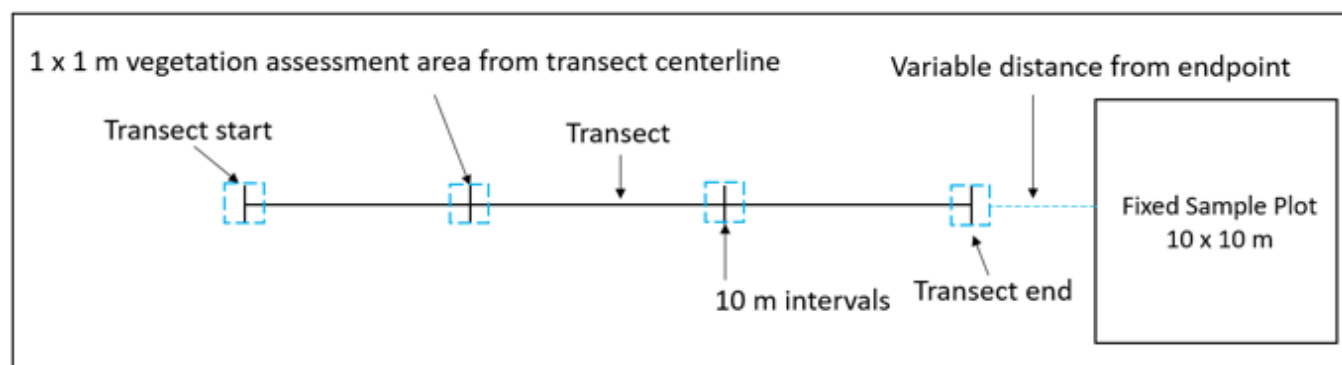 1 x 1 m vegetation assessment area from transect centerline
Variable distance from endpoint
Transect start
Transect
Fixed Sample Plot
10 x 10 m
10 m intervals
Transect end